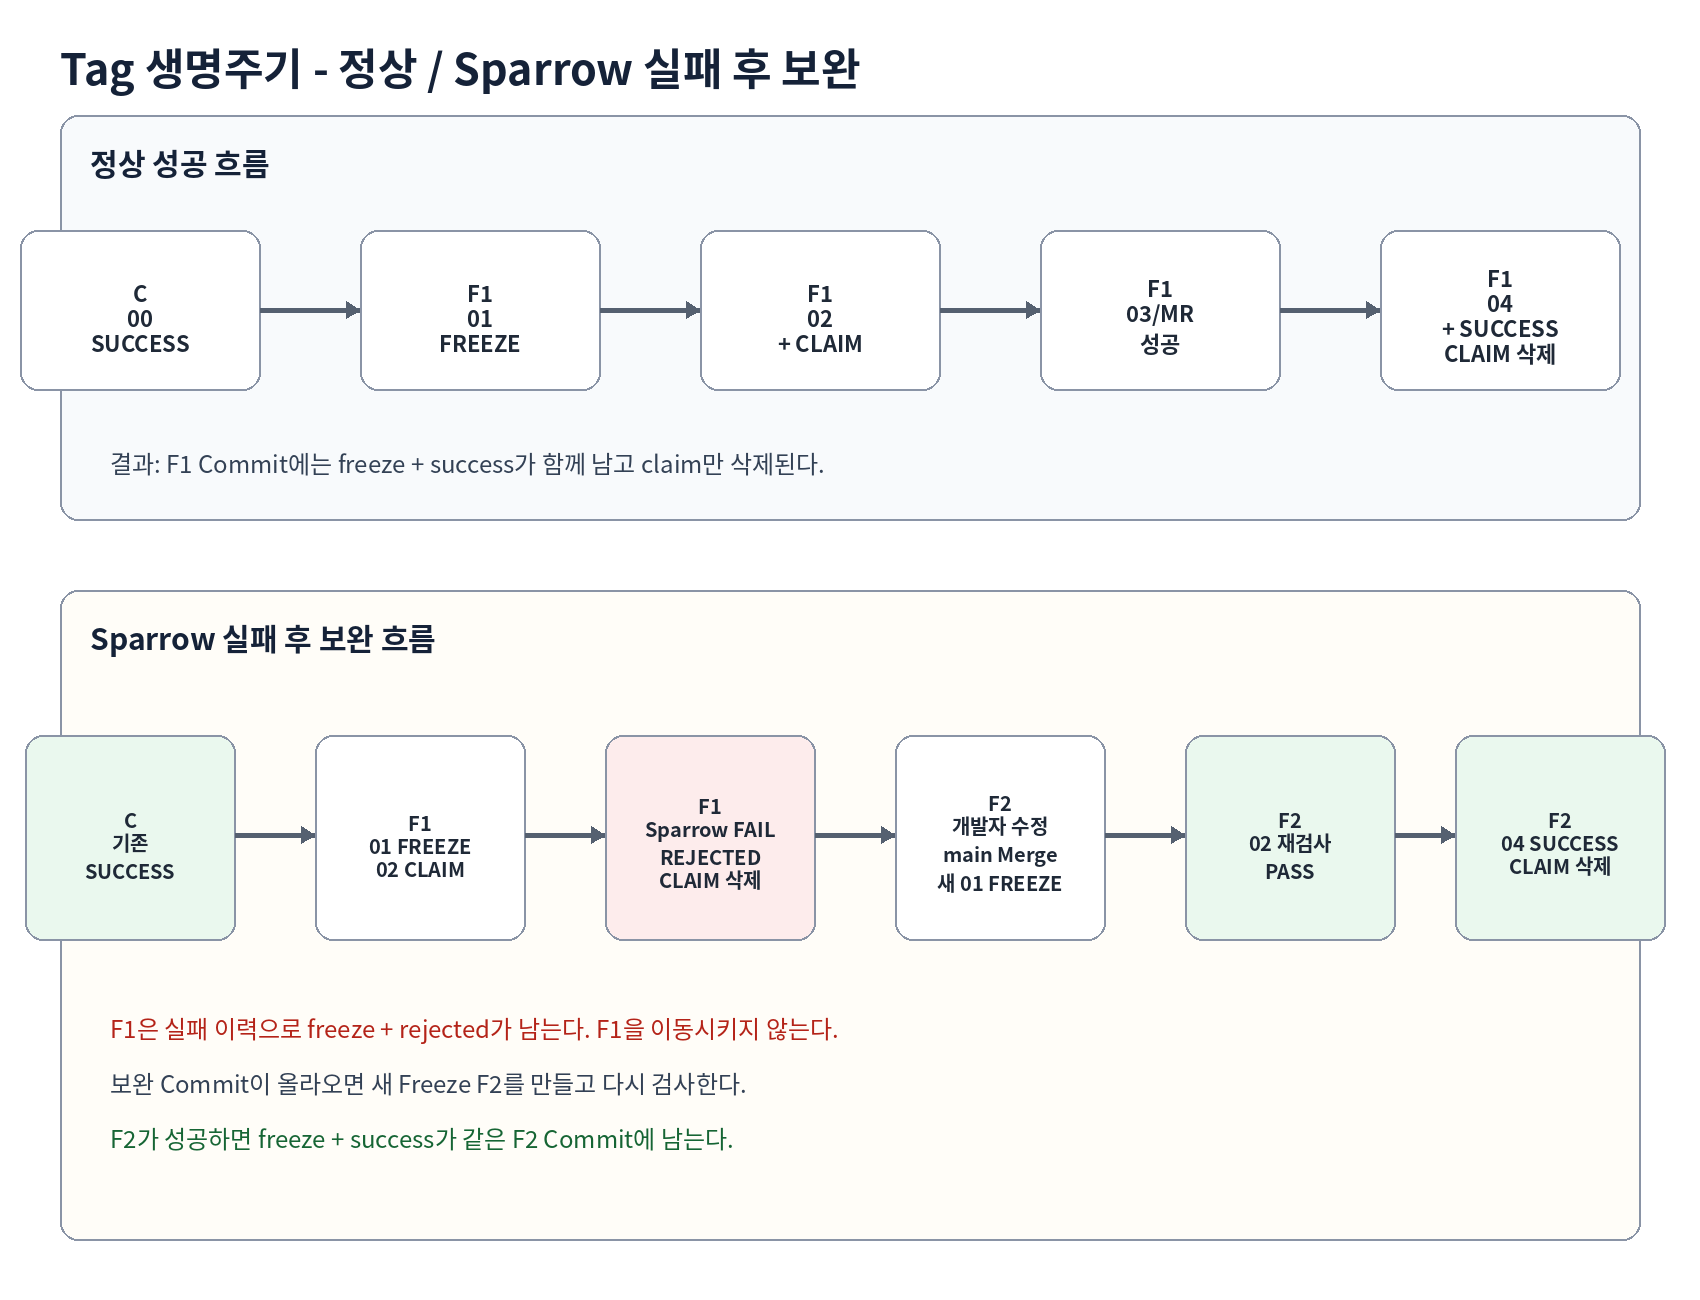 Tag 생명주기 - 정상 / Sparrow 실패 후 보완
정상 성공 흐름
C
00
SUCCESS
F1
01
FREEZE
F1
02
+ CLAIM
F1
03/MR
성공
F1
04
+ SUCCESS
CLAIM 삭제
결과: F1 Commit에는 freeze + success가 함께 남고 claim만 삭제된다.
Sparrow 실패 후 보완 흐름
C
기존
SUCCESS
F1
01 FREEZE
02 CLAIM
F1
Sparrow FAIL
REJECTED
CLAIM 삭제
F2
개발자 수정
main Merge
새 01 FREEZE
F2
02 재검사
PASS
F2
04 SUCCESS
CLAIM 삭제
F1은 실패 이력으로 freeze + rejected가 남는다. F1을 이동시키지 않는다.
보완 Commit이 올라오면 새 Freeze F2를 만들고 다시 검사한다.
F2가 성공하면 freeze + success가 같은 F2 Commit에 남는다.